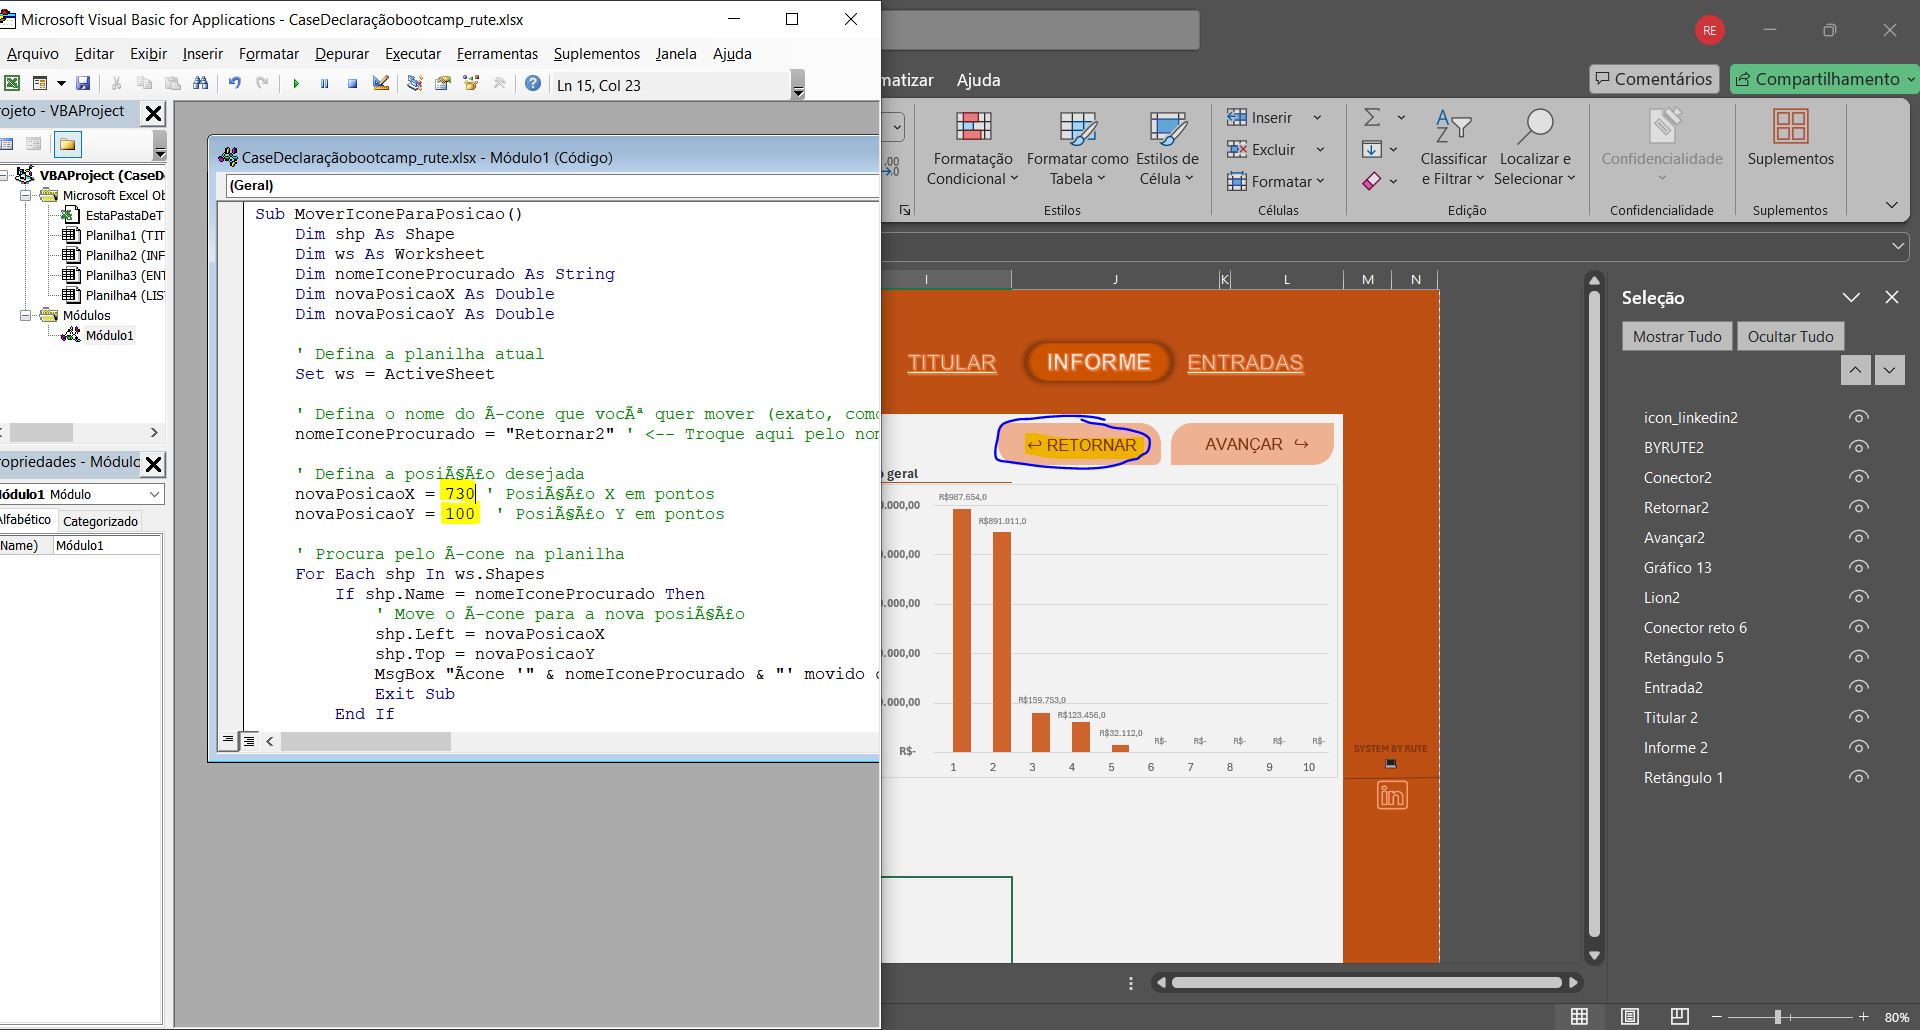 Microsoft Visual Basic for Applications - CaseDeclaraçãobootcamp_rute.xlsx
Arquivo Editar Exibir Inserir Formatar Depurar Executar Ferramentas Suplementos Janela Ajuda
Ln 15, Col 23
ojeto - VBAProject
VBAProject (CaseD
Microsoft Excel Ob
EstaPastaDeT
Planilha1 (TIT
Planilha2 (INF
Planilha3 (ENT
Planilha4 (LIS
Módulos
Módulo1
opriedades - Módulo
ódulo1 Módulo
lfabético Categorizado
Name) Módulo1
CaseDeclaraçãobootcamp_rute.xlsx - Módulo1 (Código)
(Geral)
Sub MoverIconeParaPosicao()
Dim shp As Shape
Dim ws As Worksheet
Dim nomeIconeProcurado As String
Dim novaPosicaoX As Double
Dim novaPosicaoY As Double
' Defina a planilha atual
Set ws = ActiveSheet
' Defina o nome do Ã-cone que vocÃª quer mover (exato, como
nomeIconeProcurado = "Retornar2" ' <-- Troque aqui pelo nom
' Defina a posiÃ§Ã£o desejada
novaPosicaoX = 730 ' PosiÃ§Ã£o X em pontos
novaPosicaoY = 100 ' PosiÃ§Ã£o Y em pontos
' Procura pelo Ã-cone na planilha
For Each shp In ws.Shapes
If shp.Name = nomeIconeProcurado Then
' Move o Ã-cone para a nova posiÃ§Ã£o
shp.Left = novaPosicaoX
shp.Top = novaPosicaoY
MsgBox "Ãcone '" & nomeIconeProcurado & "' movido
Exit Sub
End If
RE
matizar Ajuda
Comentários Compartilhamento
,00
Formatação Condicional
Formatar como Tabela
Estilos de Célula
Estilos
Inserir
Excluir
Formatar
Células
Classificar e Filtrar
Localizar e Selecionar
Edição
Confidencialidade
Confidencialidade
Suplementos
Suplementos
I J K L M N
TITULAR INFORME ENTRADAS
↩ RETORNAR AVANÇAR ↪
o geral
R$987.654,0
R$891.011,0
R$159.753,0
R$123.456,0
R$32.112,0
R$- R$- R$- R$- R$-
0.000,00
0.000,00
0.000,00
0.000,00
0.000,00
R$-
1 2 3 4 5 6 7 8 9 10
SYSTEM BY RUTE
in
Seleção
Mostrar Tudo Ocultar Tudo
icon_linkedin2
BYRUTE2
Conector2
Retornar2
Avançar2
Gráfico 13
Lion2
Conector reto 6
Retângulo 5
Entrada2
Titular 2
Informe 2
Retângulo 1
80%